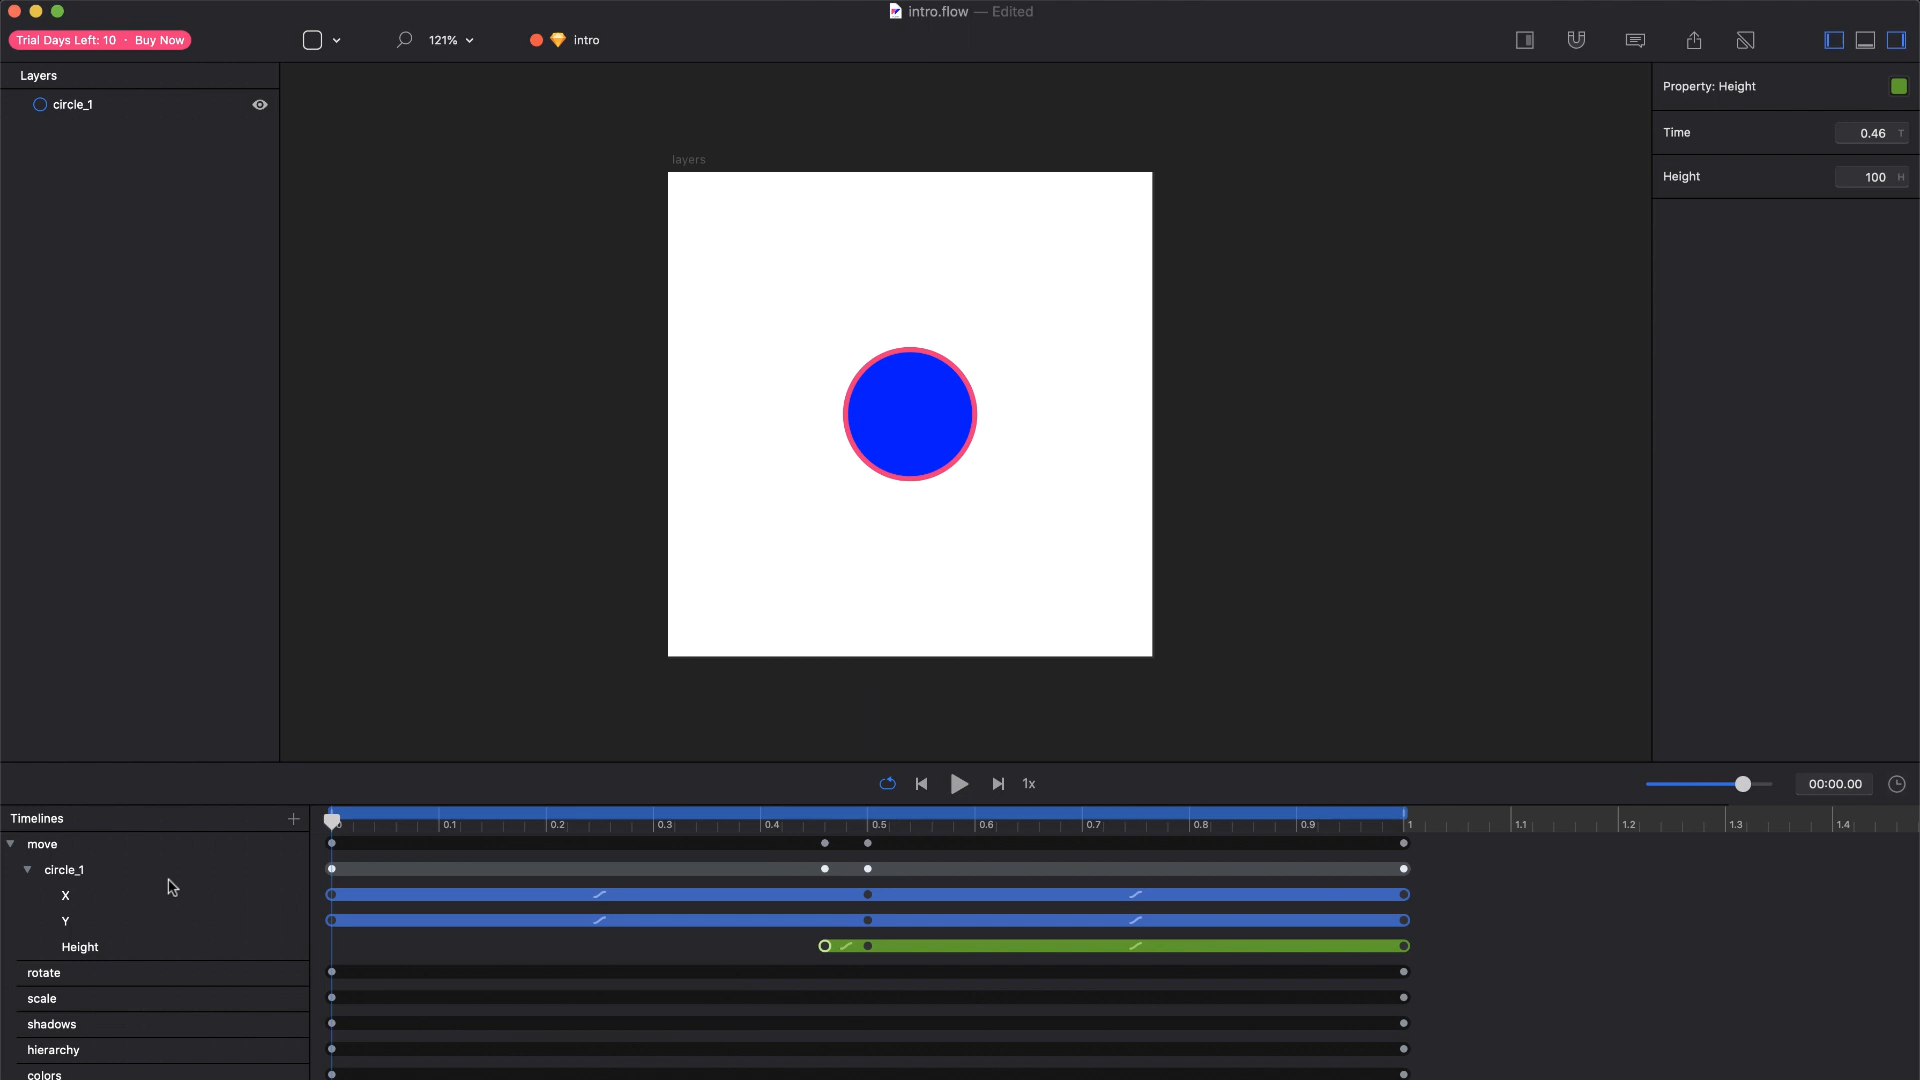 intro.flow — Edited
Trial Days Left: 10 · Buy Now
121%
intro
Layers
circle_1
layers
Property: Height
Time 0.46 T
Height 100 H
1x
00:00.00
Timelines
0 0.1 0.2 0.3 0.4 0.5 0.6 0.7 0.8 0.9 1 1.1 1.2 1.3 1.4
move
circle_1
X
Y
Height
rotate
scale
shadows
hierarchy
colors